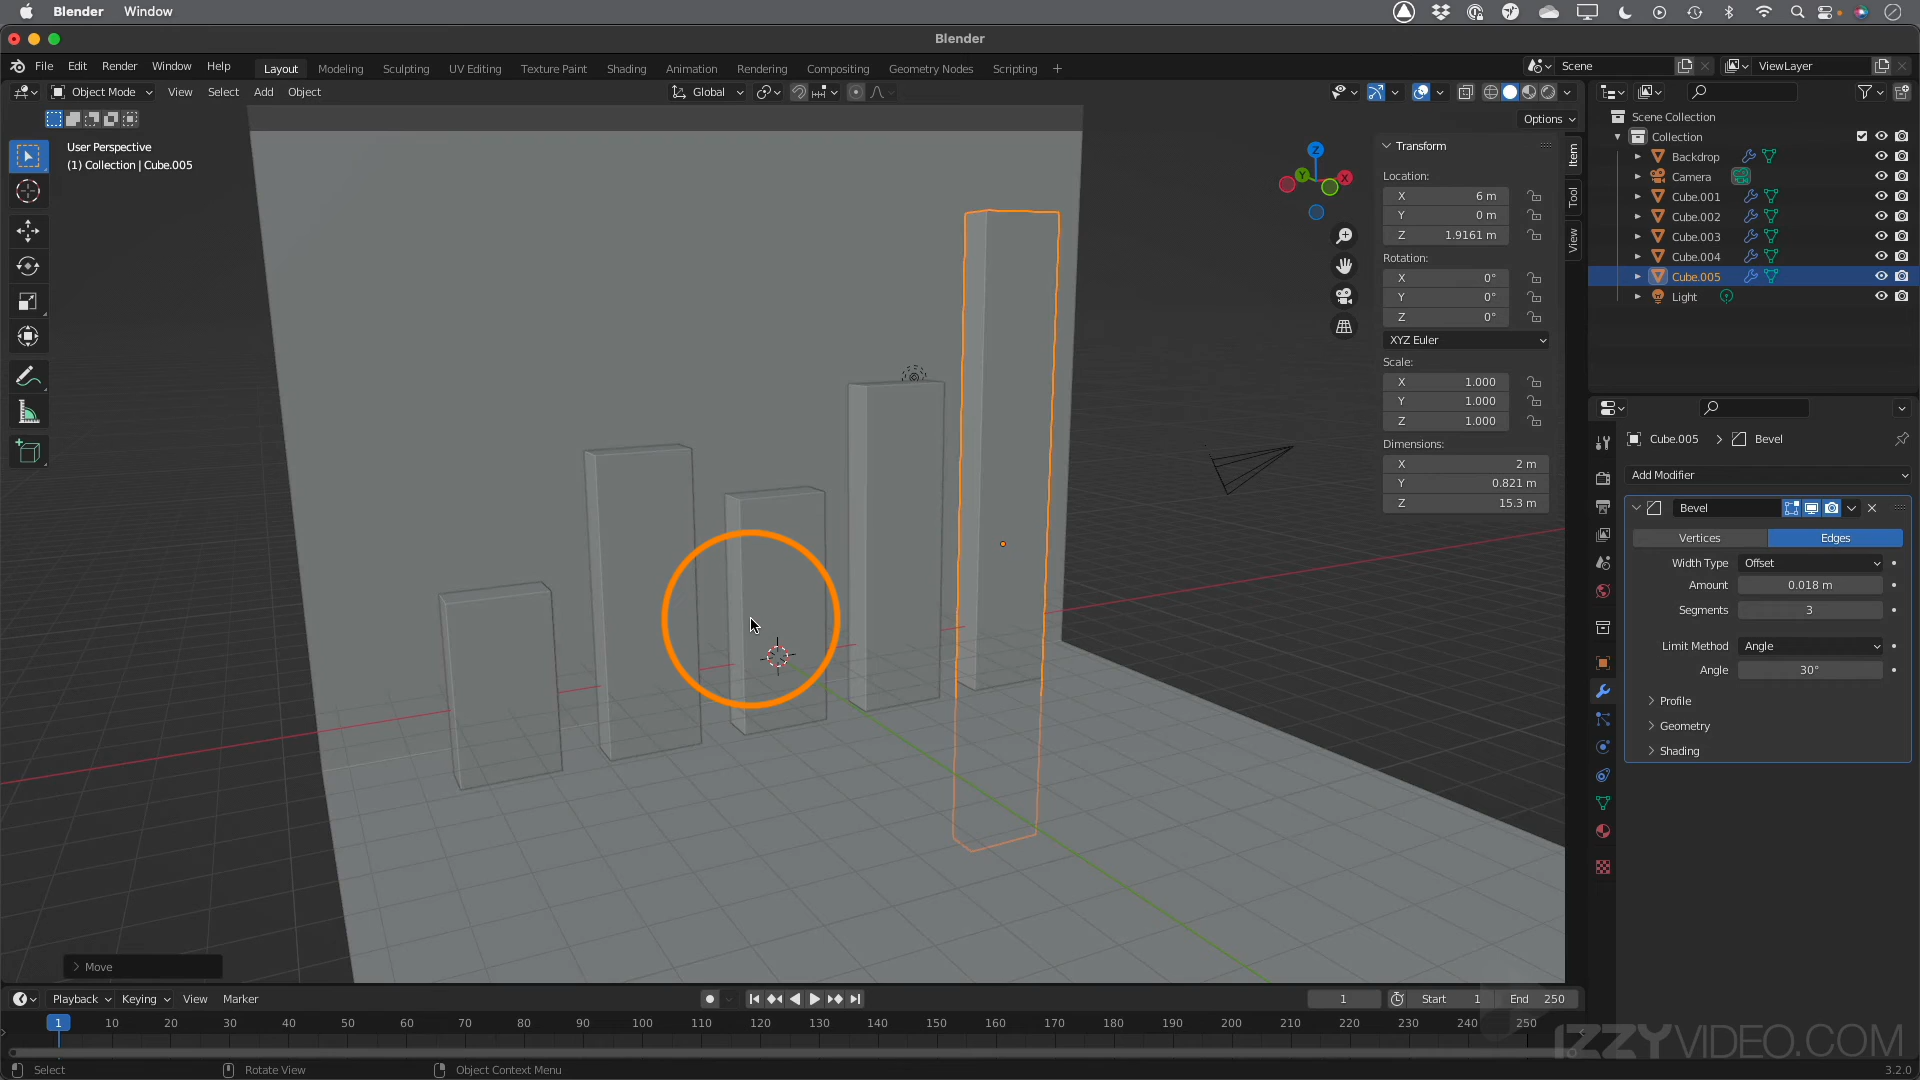 Blender Window
Blender
File Edit Render Window Help Layout Modeling Sculpting UV Editing Texture Paint Shading Animation Rendering Compositing Geometry Nodes Scripting + Scene ViewLayer
Object Mode View Select Add Object Global
Options
User Perspective
(1) Collection | Cube.005
Z
Y
X
Transform
Location:
X 6 m
Y 0 m
Z 1.9161 m
Rotation:
X 0°
Y 0°
Z 0°
XYZ Euler
Scale:
X 1.000
Y 1.000
Z 1.000
Dimensions:
X 2 m
Y 0.821 m
Z 15.3 m
Item
Tool
View
Scene Collection
Collection
Backdrop
Camera
Cube.001
Cube.002
Cube.003
Cube.004
Cube.005
Light
Cube.005 > Bevel
Add Modifier
Bevel
Vertices Edges
Width Type Offset
Amount 0.018 m
Segments 3
Limit Method Angle
Angle 30°
Profile
Geometry
Shading
Move
Playback Keying View Marker 1 Start 1 End 250
1 10 20 30 40 50 60 70 80 90 100 110 120 130 140 150 160 170 180 190 200 210 220 230 240 250
IZZYVIDEO.COM
Select Rotate View Object Context Menu 3.2.0